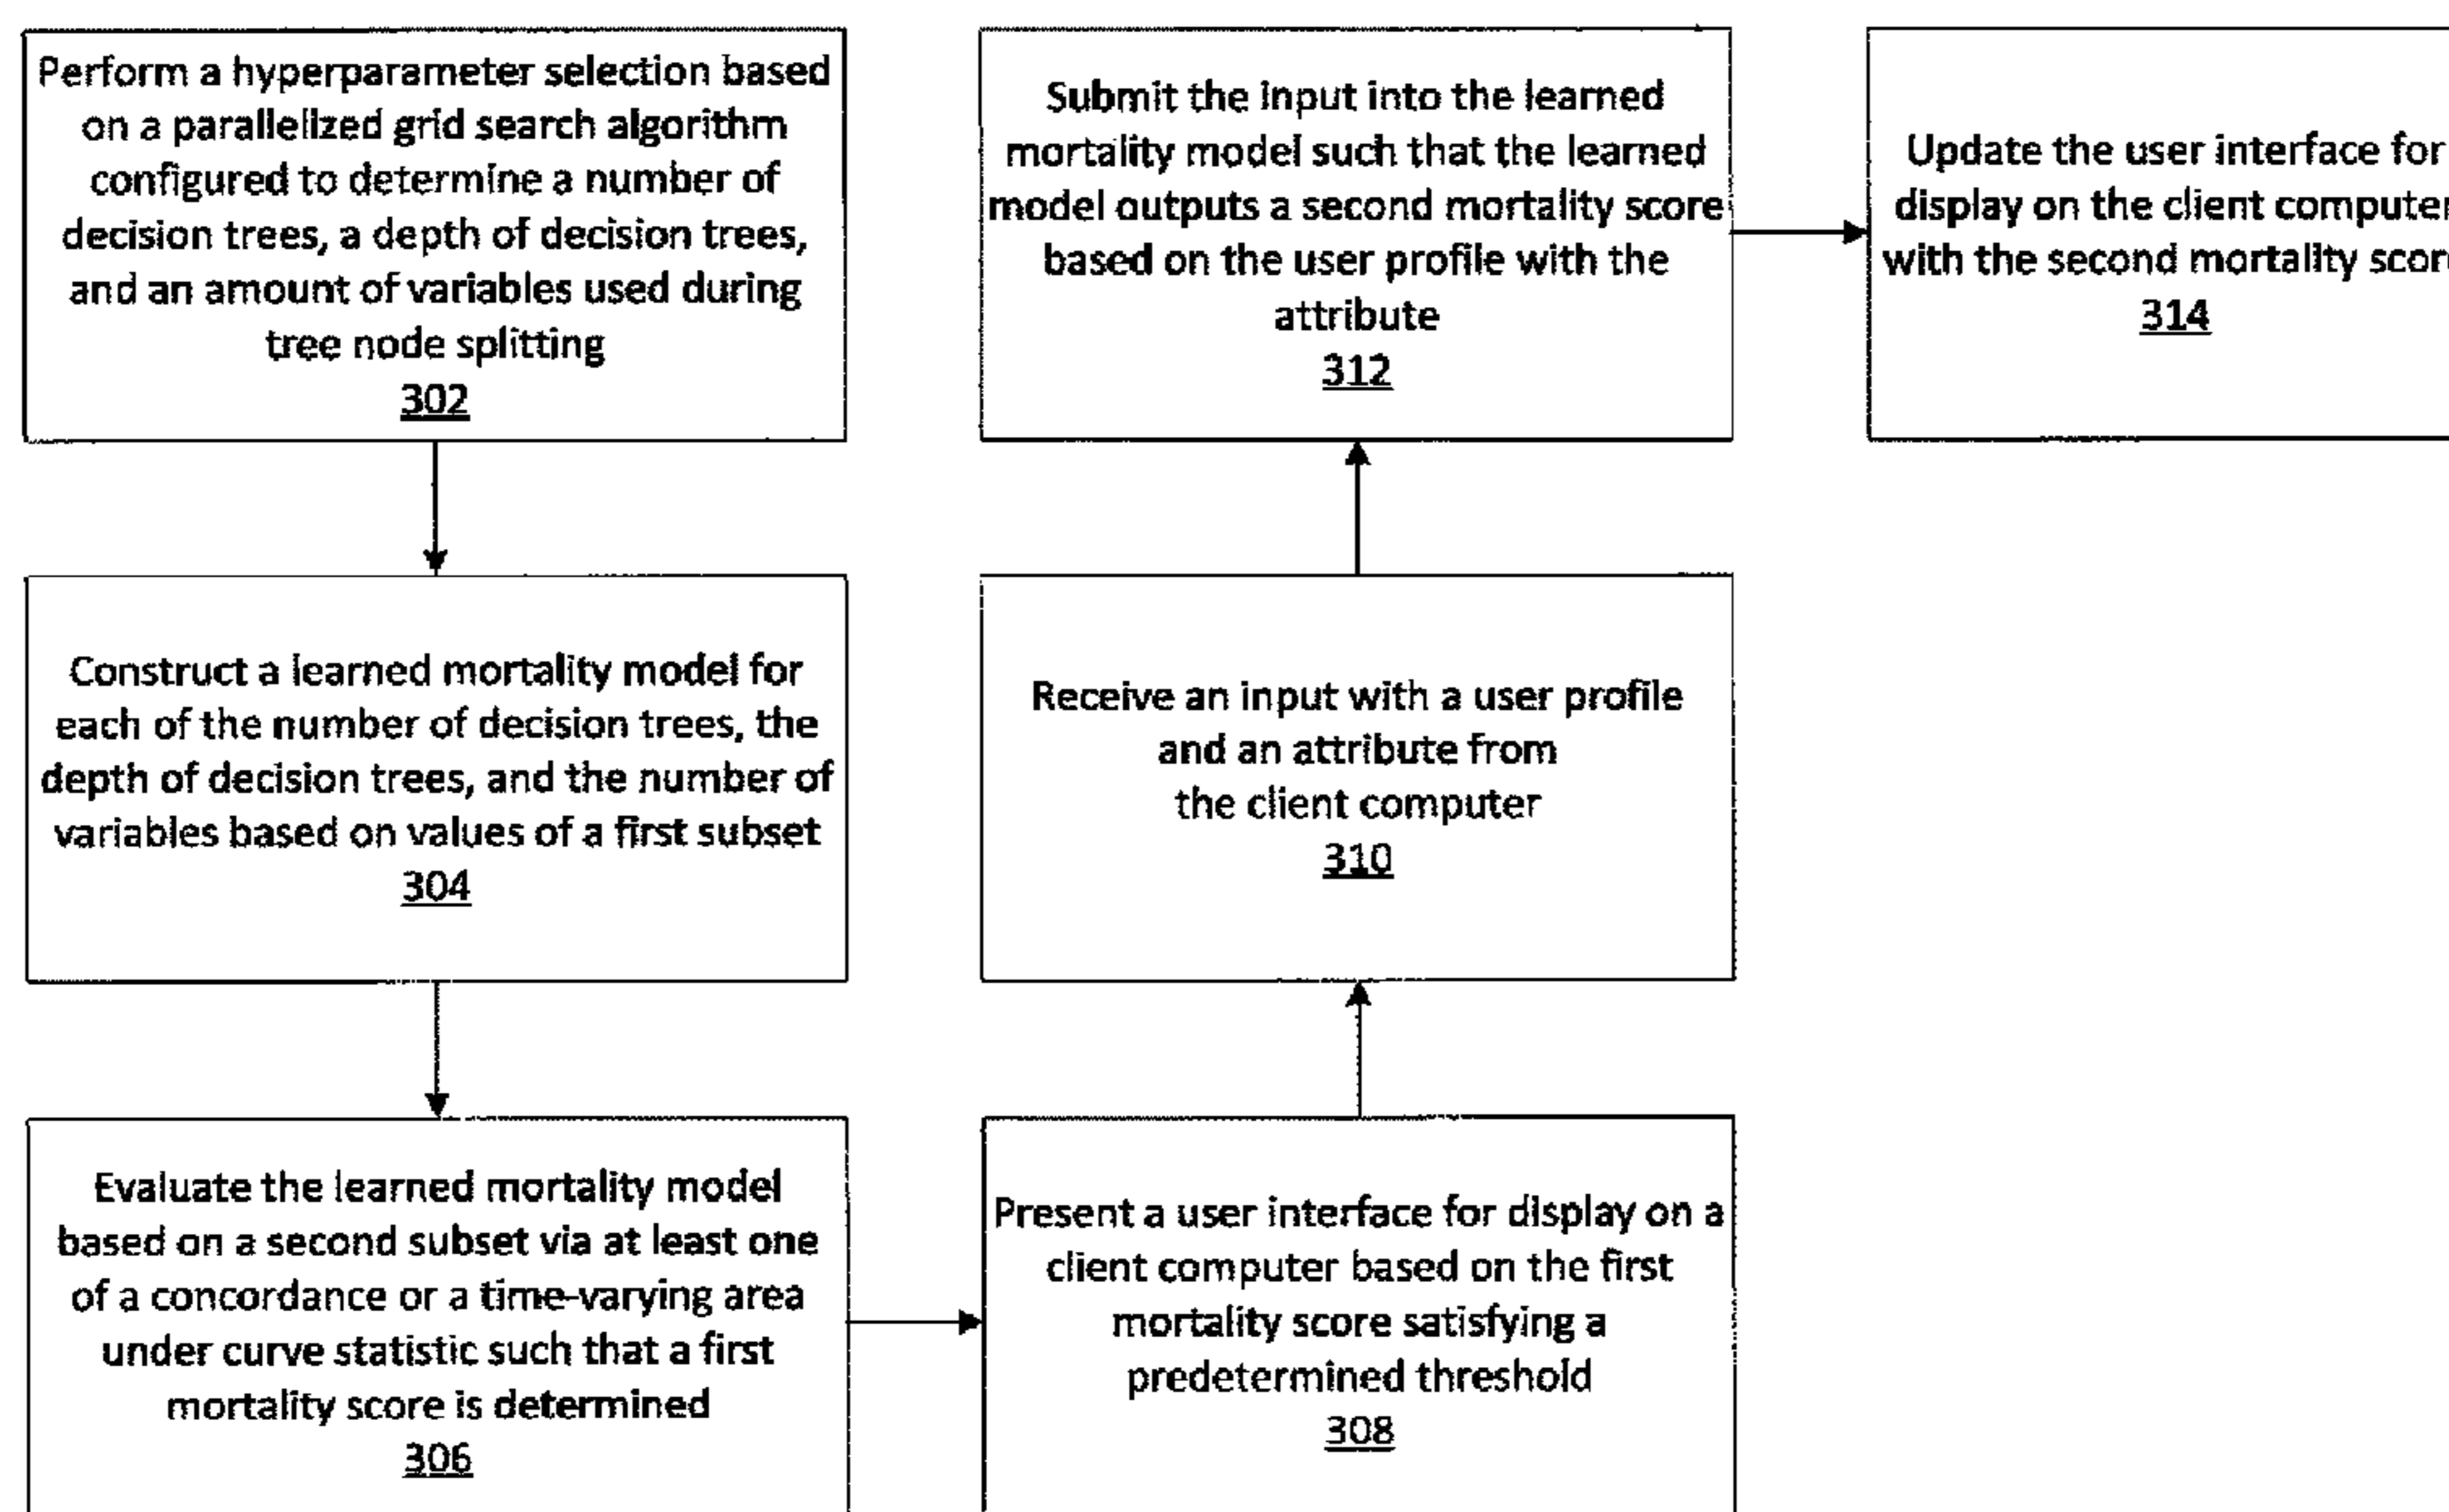 Perform a hyperparameter selection based
on a parallelized grid search algorithm
configured to determine a number of
decision trees, a depth of decision trees,
and an amount of variables used during
tree node splitting
302
Construct a learned mortality model for
each of the number of decision trees, the
depth of decision trees, and the number of
variables based on values of a first subset
304
Evaluate the learned mortality model
based on a second subset via at least one
of a concordance or a time-varying area
under curve statistic such that a first
mortality score is determined
306
Present a user interface for display on a
client computer based on the first
mortality score satisfying a
predetermined threshold
308
Receive an input with a user profile
and an attribute from
the client computer
310
Submit the input into the learned
mortality model such that the learned
model outputs a second mortality score
based on the user profile with the
attribute
312
Update the user interface for
display on the client computer
with the second mortality score
314